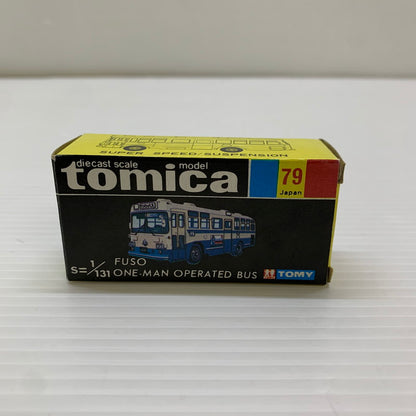 SUPER SPEED/SUSPENSION
diecast scale model
tomica
79
Japan
FUSO
S=1/131 ONE-MAN OPERATED BUS
TOMY